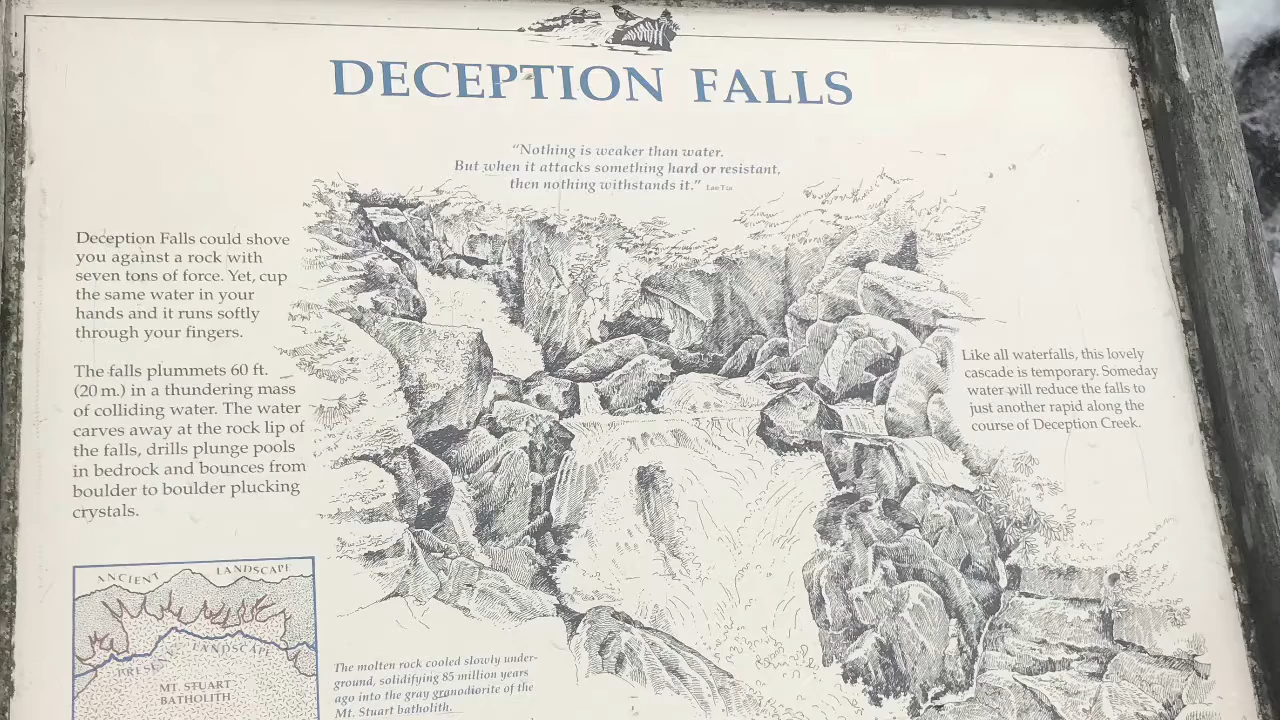 DECEPTION FALLS
“Nothing is weaker than water.
But when it attacks something hard or resistant,
then nothing withstands it.” Lao Tzu
Deception Falls could shove
you against a rock with
seven tons of force. Yet, cup
the same water in your
hands and it runs softly
through your fingers.
The falls plummets 60 ft.
(20 m.) in a thundering mass
of colliding water. The water
carves away at the rock lip of
the falls, drills plunge pools
in bedrock and bounces from
boulder to boulder plucking
crystals.
Like all waterfalls, this lovely
cascade is temporary. Someday
water will reduce the falls to
just another rapid along the
course of Deception Creek.
ANCIENT LANDSCAPE
PRESENT LANDSCAPE
MT. STUART
BATHOLITH
The molten rock cooled slowly under-
ground, solidifying 85 million years
ago into the gray granodiorite of the
Mt. Stuart batholith.